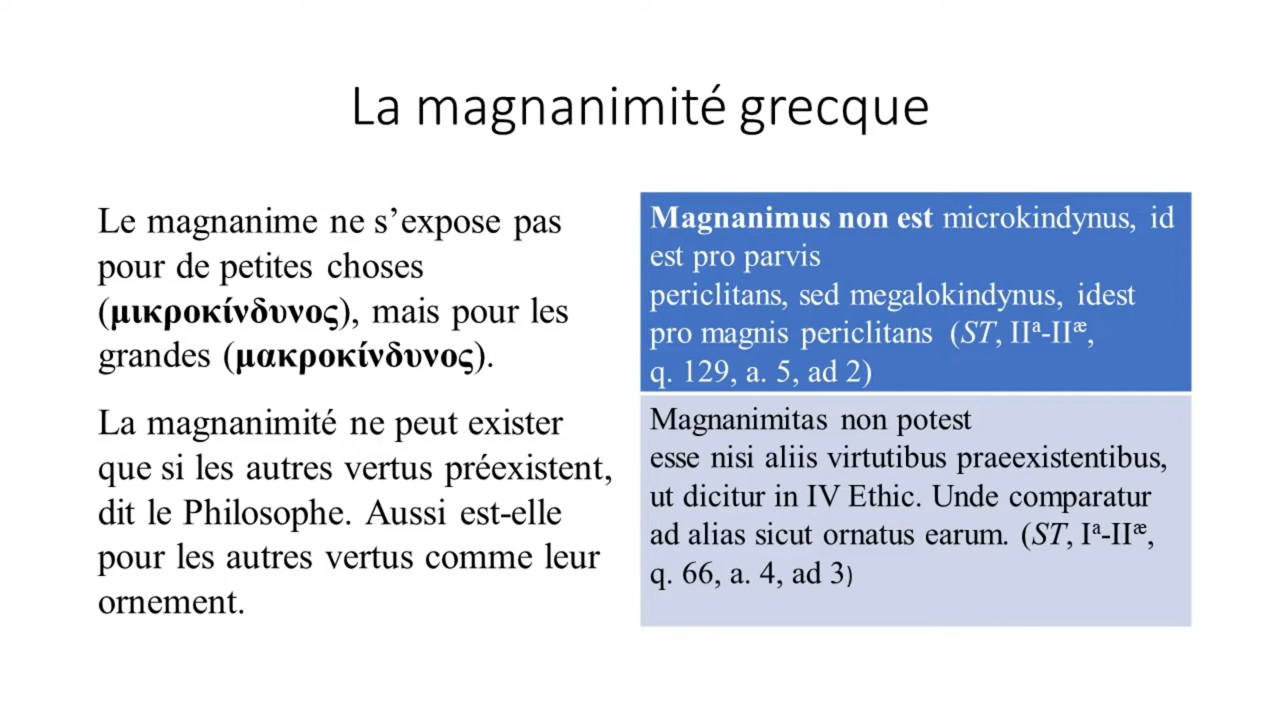 La magnanimité grecque
Le magnanime ne s’expose pas
pour de petites choses
(μικροκίνδυνος), mais pour les
grandes (μακροκίνδυνος).
La magnanimité ne peut exister
que si les autres vertus préexistent,
dit le Philosophe. Aussi est-elle
pour les autres vertus comme leur
ornement.
Magnanimus non est microkindynus, id
est pro parvis
periclitans, sed megalokindynus, idest
pro magnis periclitans (ST, IIª-IIæ,
q. 129, a. 5, ad 2)
Magnanimitas non potest
esse nisi aliis virtutibus praeexistentibus,
ut dicitur in IV Ethic. Unde comparatur
ad alias sicut ornatus earum. (ST, Iª-IIæ,
q. 66, a. 4, ad 3)